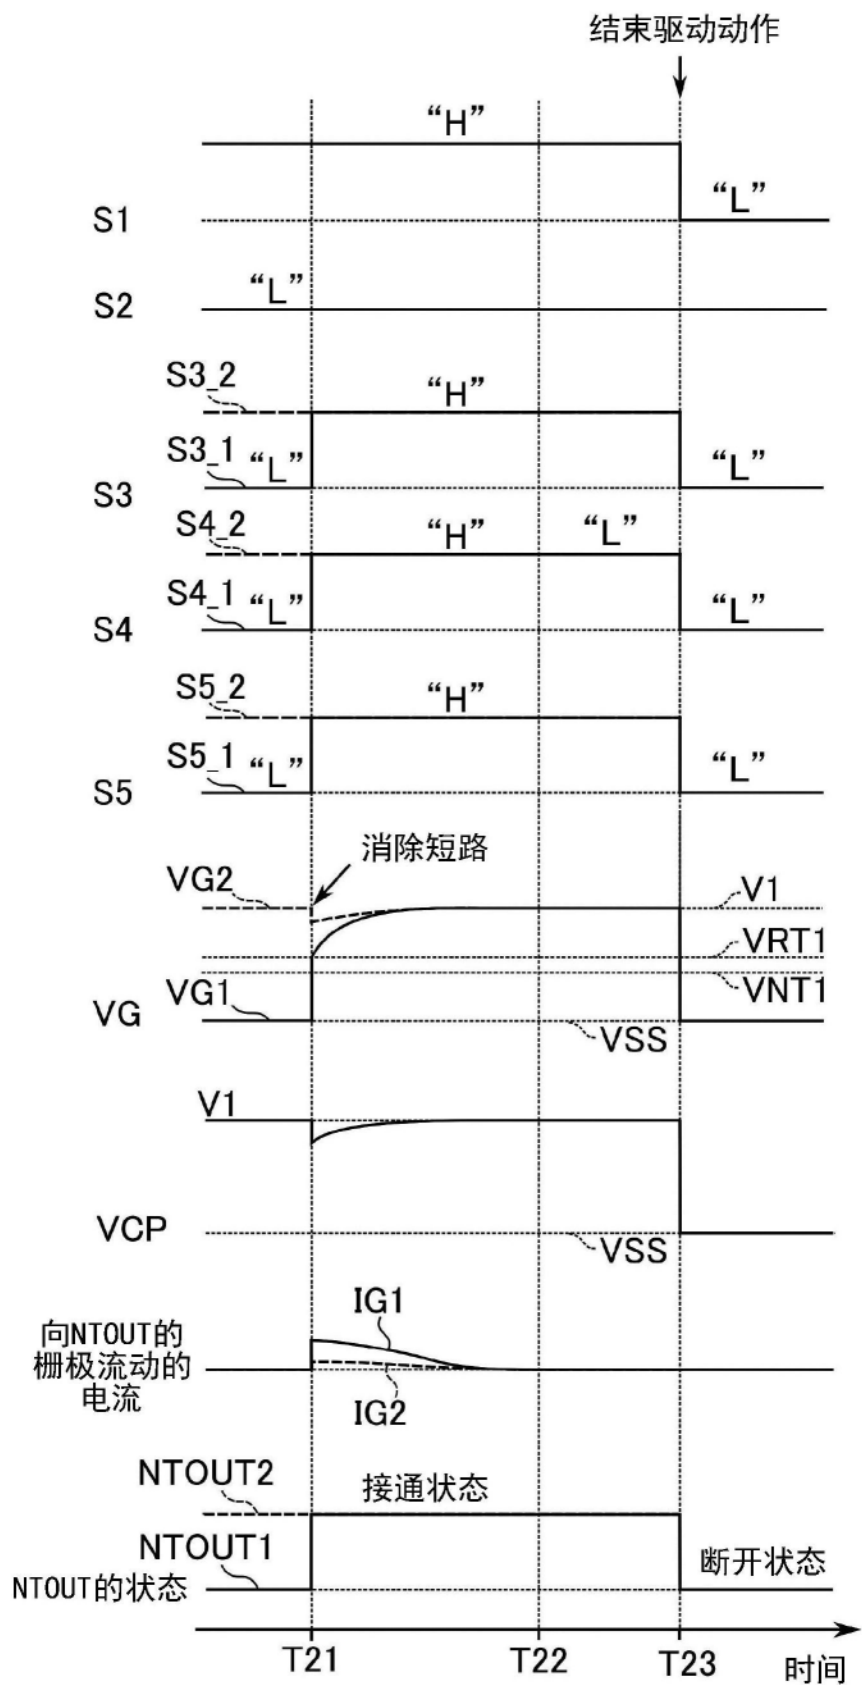 结束驱动动作
“H”
“L”
S1
“L”
S2
S3_2
“H”
S3_1 “L”
“L”
S3
S4_2
“H”
“L”
S4_1 “L”
“L”
S4
S5_2
“H”
S5_1 “L”
“L”
S5
消除短路
VG2
V1
VRT1
VG1
VNT1
VG
VSS
V1
VCP
VSS
IG1
向NTOUT的
栅极流动的
电流
IG2
NTOUT2
接通状态
NTOUT1
断开状态
NTOUT的状态
T21
T22
T23
时间